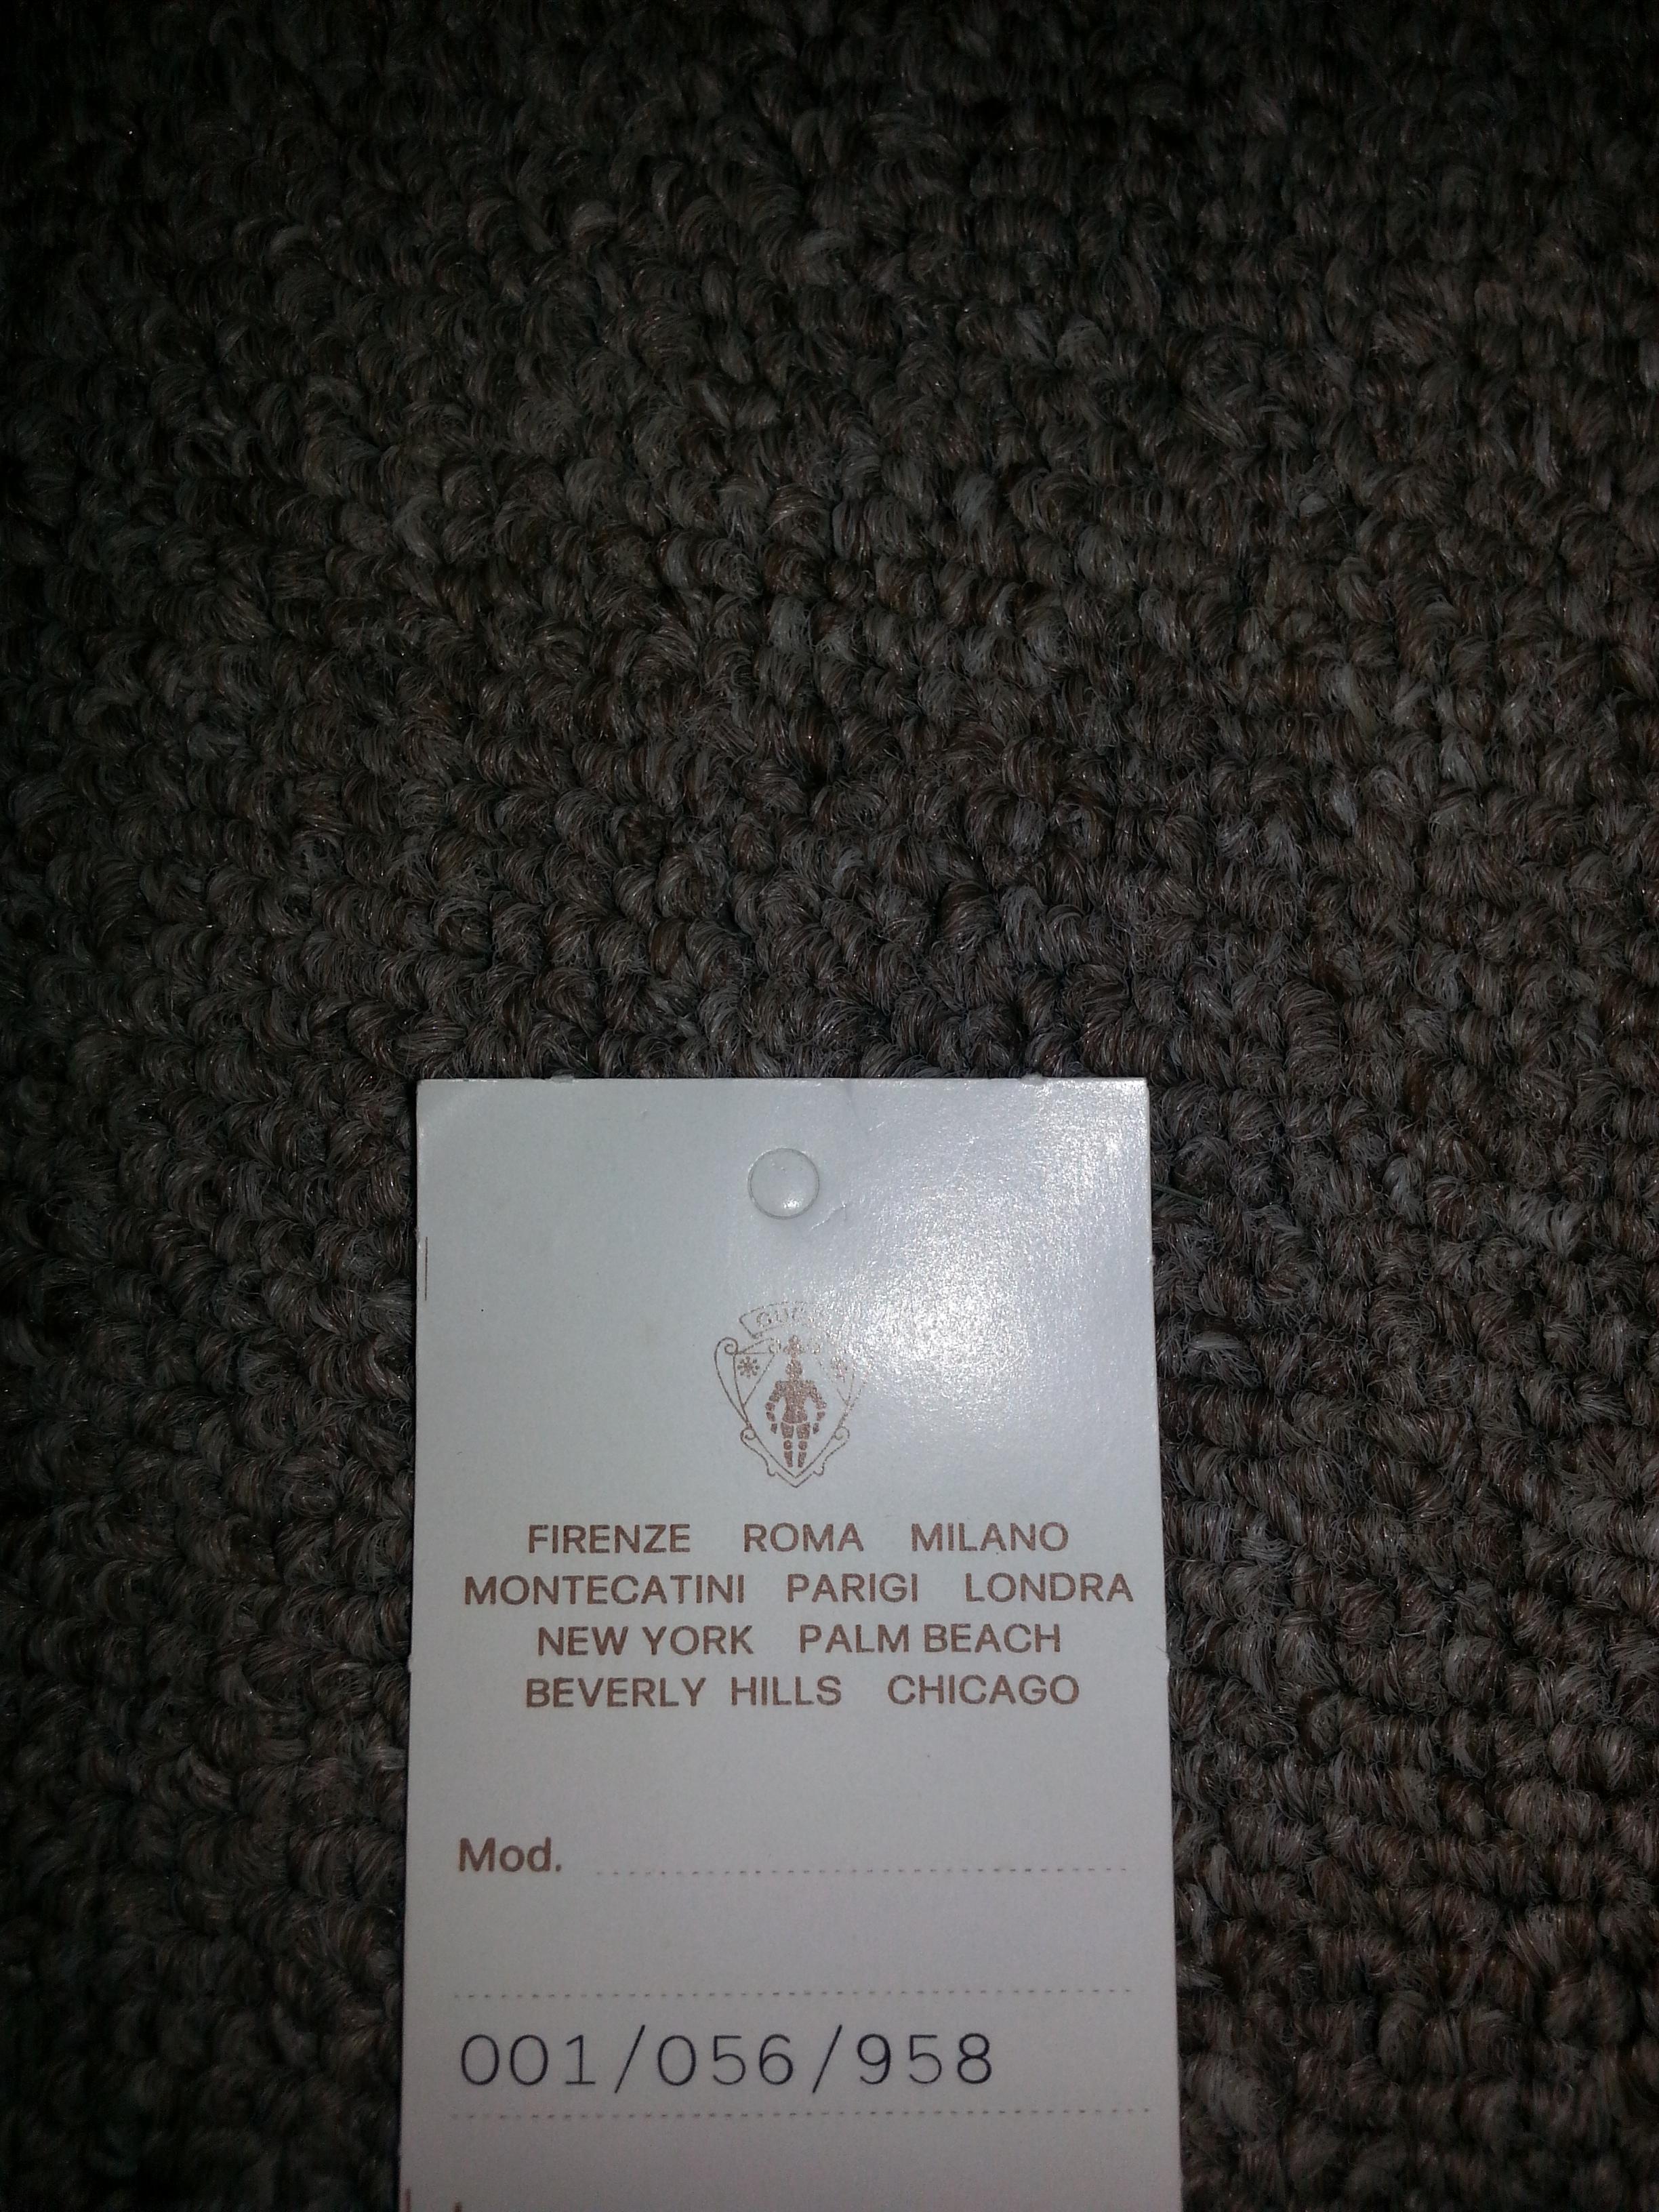 FIRENZE ROMA MILANO
MONTECATINI PARIGI LONDRA
NEW YORK PALM BEACH
BEVERLY HILLS CHICAGO
Mod.
001/056/958